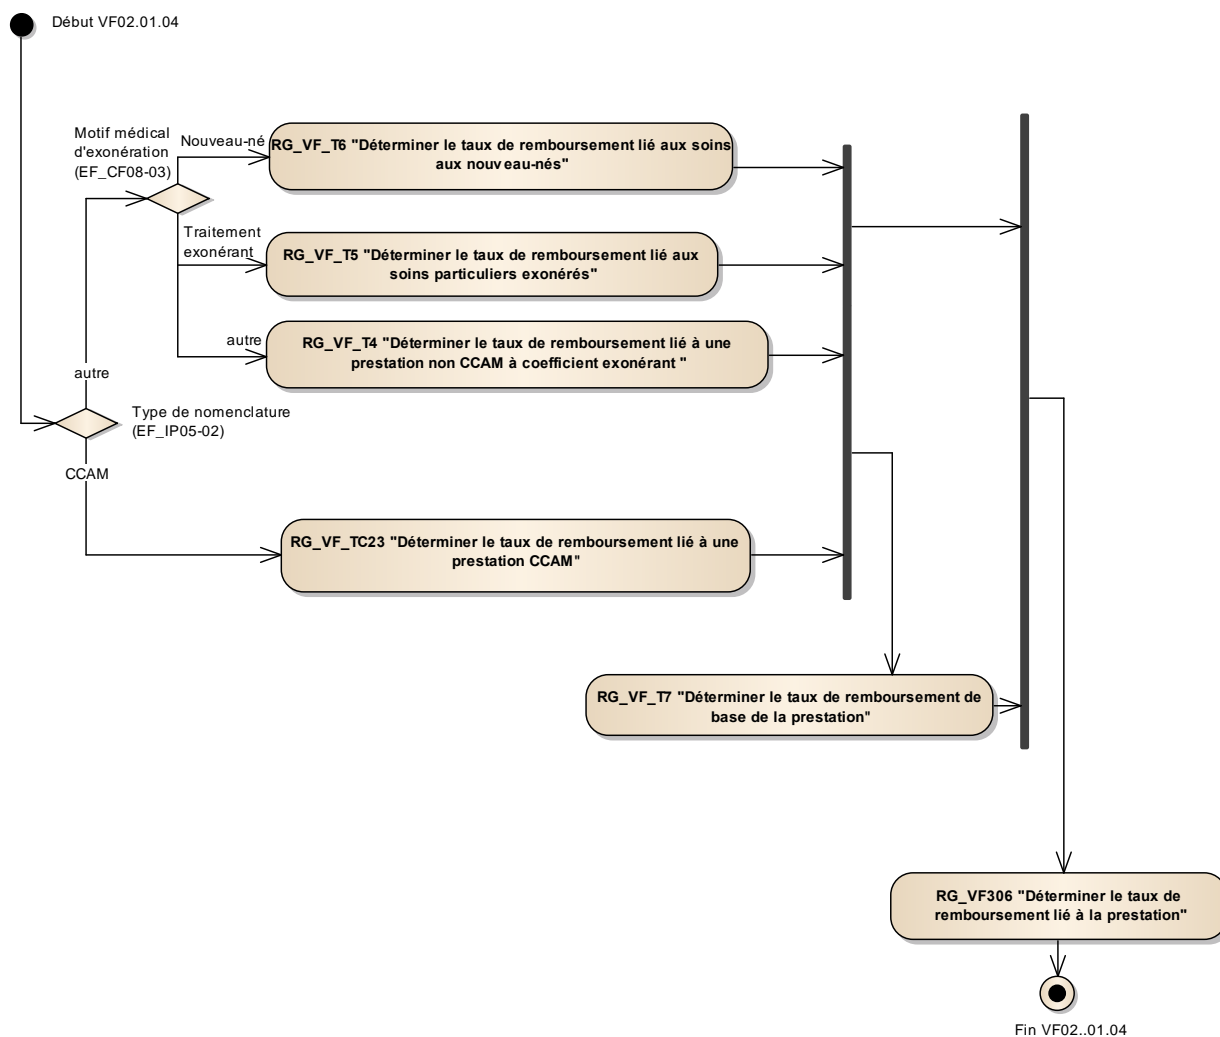 Début VF02.01.04
Motif médical
d'exonération
(EF_CF08-03)
Nouveau-né
RG_VF_T6 "Déterminer le taux de remboursement lié aux soins
aux nouveau-nés"
Traitement
exonérant
RG_VF_T5 "Déterminer le taux de remboursement lié aux
soins particuliers exonérés"
autre
RG_VF_T4 "Déterminer le taux de remboursement lié à une
prestation non CCAM à coefficient exonérant "
autre
Type de nomenclature
(EF_IP05-02)
CCAM
RG_VF_TC23 "Déterminer le taux de remboursement lié à une
prestation CCAM"
RG_VF_T7 "Déterminer le taux de remboursement de
base de la prestation"
RG_VF306 "Déterminer le taux de
remboursement lié à la prestation"
Fin VF02..01.04